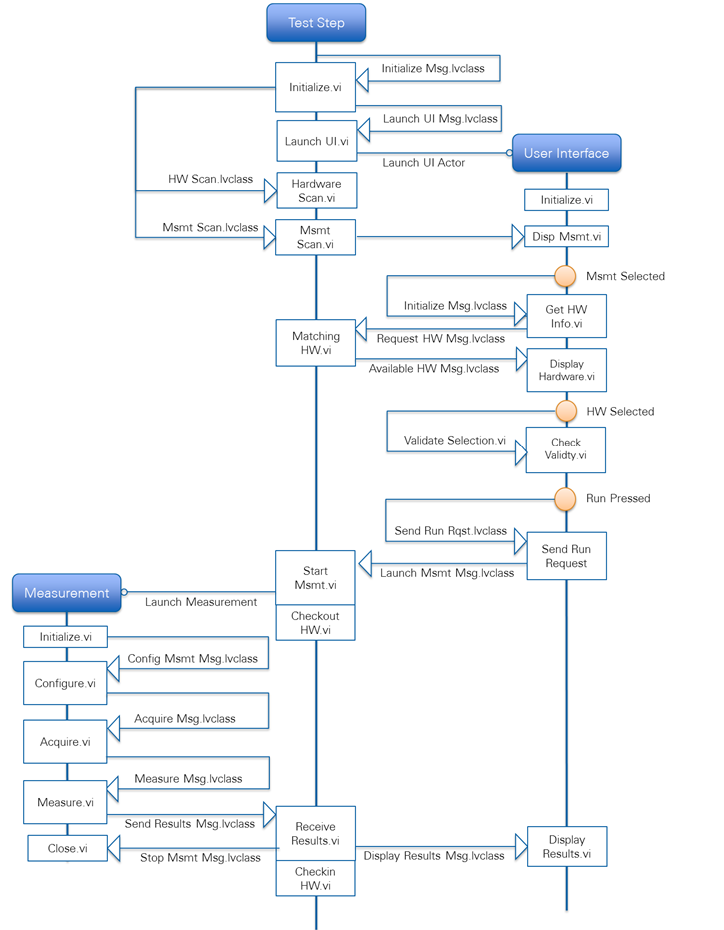 Test Step
Initialize Msg.lvclass
Initialize.vi
Launch UI Msg.lvclass
Launch UI.vi
User Interface
Launch UI Actor
HW Scan.lvclass
Hardware
Scan.vi
Initialize.vi
Msmt Scan.lvclass
Msmt
Scan.vi
Disp Msmt.vi
Msmt Selected
Initialize Msg.lvclass
Get HW
Info.vi
Matching
HW.vi
Request HW Msg.lvclass
Available HW Msg.lvclass
Display
Hardware.vi
HW Selected
Validate Selection.vi
Check
Validty.vi
Run Pressed
Send Run Rqst.lvclass
Send Run
Request
Start
Msmt.vi
Launch Msmt Msg.lvclass
Measurement
Launch Measurement
Checkout
HW.vi
Initialize.vi
Config Msmt Msg.lvclass
Configure.vi
Acquire Msg.lvclass
Acquire.vi
Measure Msg.lvclass
Measure.vi
Send Results Msg.lvclass
Receive
Results.vi
Close.vi
Stop Msmt Msg.lvclass
Display Results Msg.lvclass
Display
Results.vi
Checkin
HW.vi